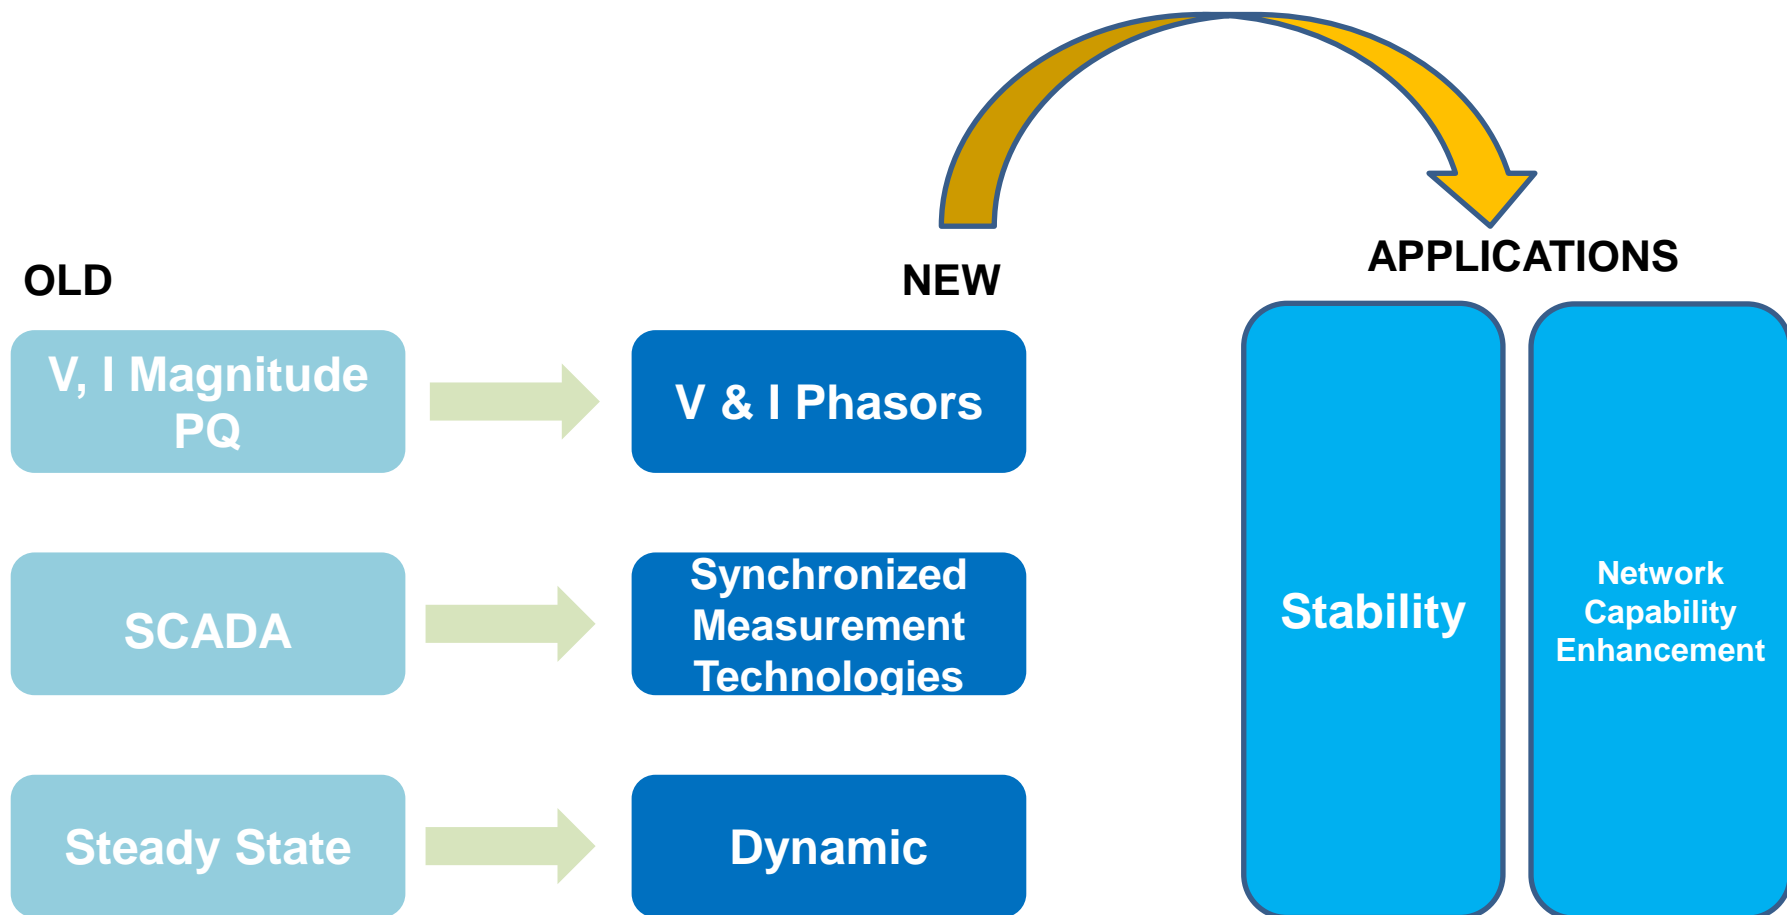 OLD
NEW
APPLICATIONS
V, I Magnitude
PQ
V & I Phasors
SCADA
Synchronized
Measurement
Technologies
Steady State
Dynamic
Stability
Network
Capability
Enhancement